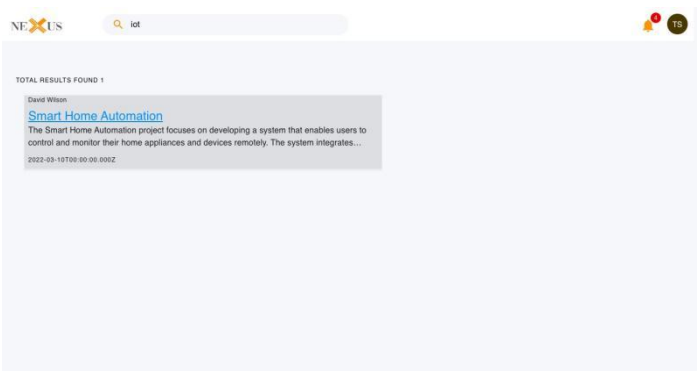 NEXUS
iot
4
TS
TOTAL RESULTS FOUND 1
David Wilson
Smart Home Automation
The Smart Home Automation project focuses on developing a system that enables users to
control and monitor their home appliances and devices remotely. The system integrates...
2022-03-10T00:00:00.000Z